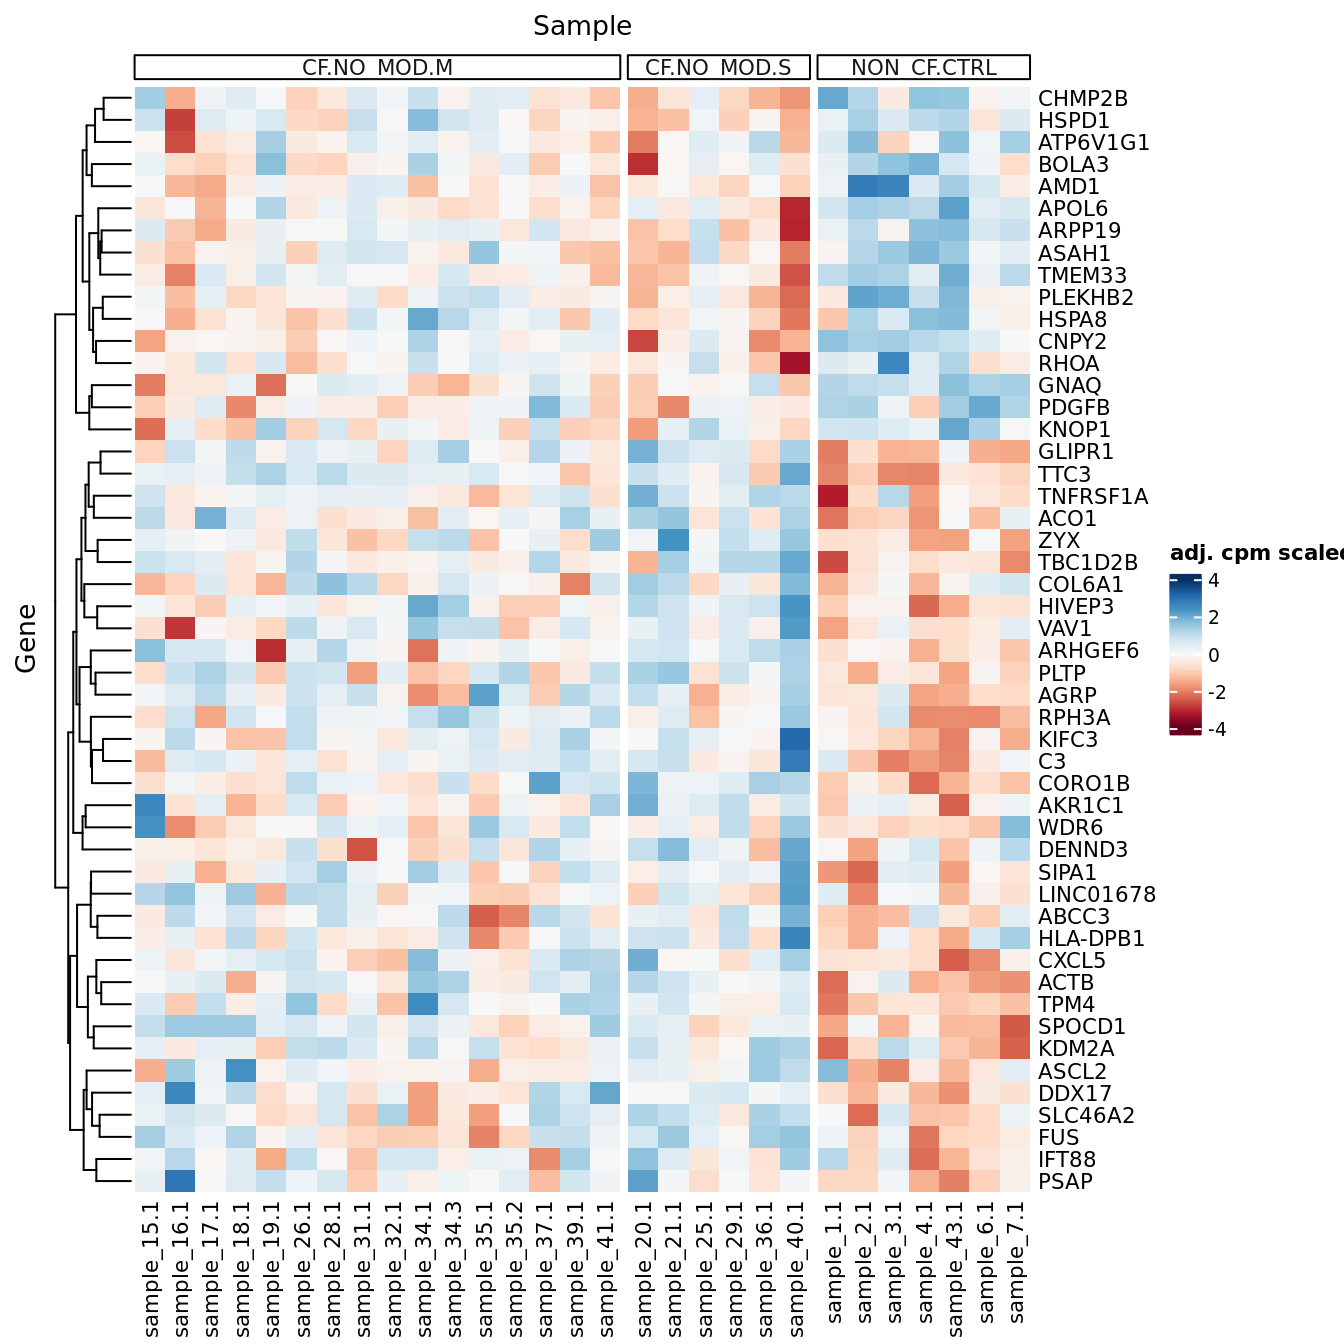 Sample
CF.NO_MOD.M
CF.NO_MOD.S
NON_CF.CTRL
Gene
CHMP2B
HSPD1
ATP6V1G1
BOLA3
AMD1
APOL6
ARPP19
ASAH1
TMEM33
PLEKHB2
HSPA8
CNPY2
RHOA
GNAQ
PDGFB
KNOP1
GLIPR1
TTC3
TNFRSF1A
ACO1
ZYX
TBC1D2B
COL6A1
HIVEP3
VAV1
ARHGEF6
PLTP
AGRP
RPH3A
KIFC3
C3
CORO1B
AKR1C1
WDR6
DENND3
SIPA1
LINC01678
ABCC3
HLA-DPB1
CXCL5
ACTB
TPM4
SPOCD1
KDM2A
ASCL2
DDX17
SLC46A2
FUS
IFT88
PSAP
adj. cpm scaled
4
2
0
-2
-4
sample_15.1
sample_16.1
sample_17.1
sample_18.1
sample_19.1
sample_26.1
sample_28.1
sample_31.1
sample_32.1
sample_34.1
sample_34.3
sample_35.1
sample_35.2
sample_37.1
sample_39.1
sample_41.1
sample_20.1
sample_21.1
sample_25.1
sample_29.1
sample_36.1
sample_40.1
sample_1.1
sample_2.1
sample_3.1
sample_4.1
sample_43.1
sample_6.1
sample_7.1